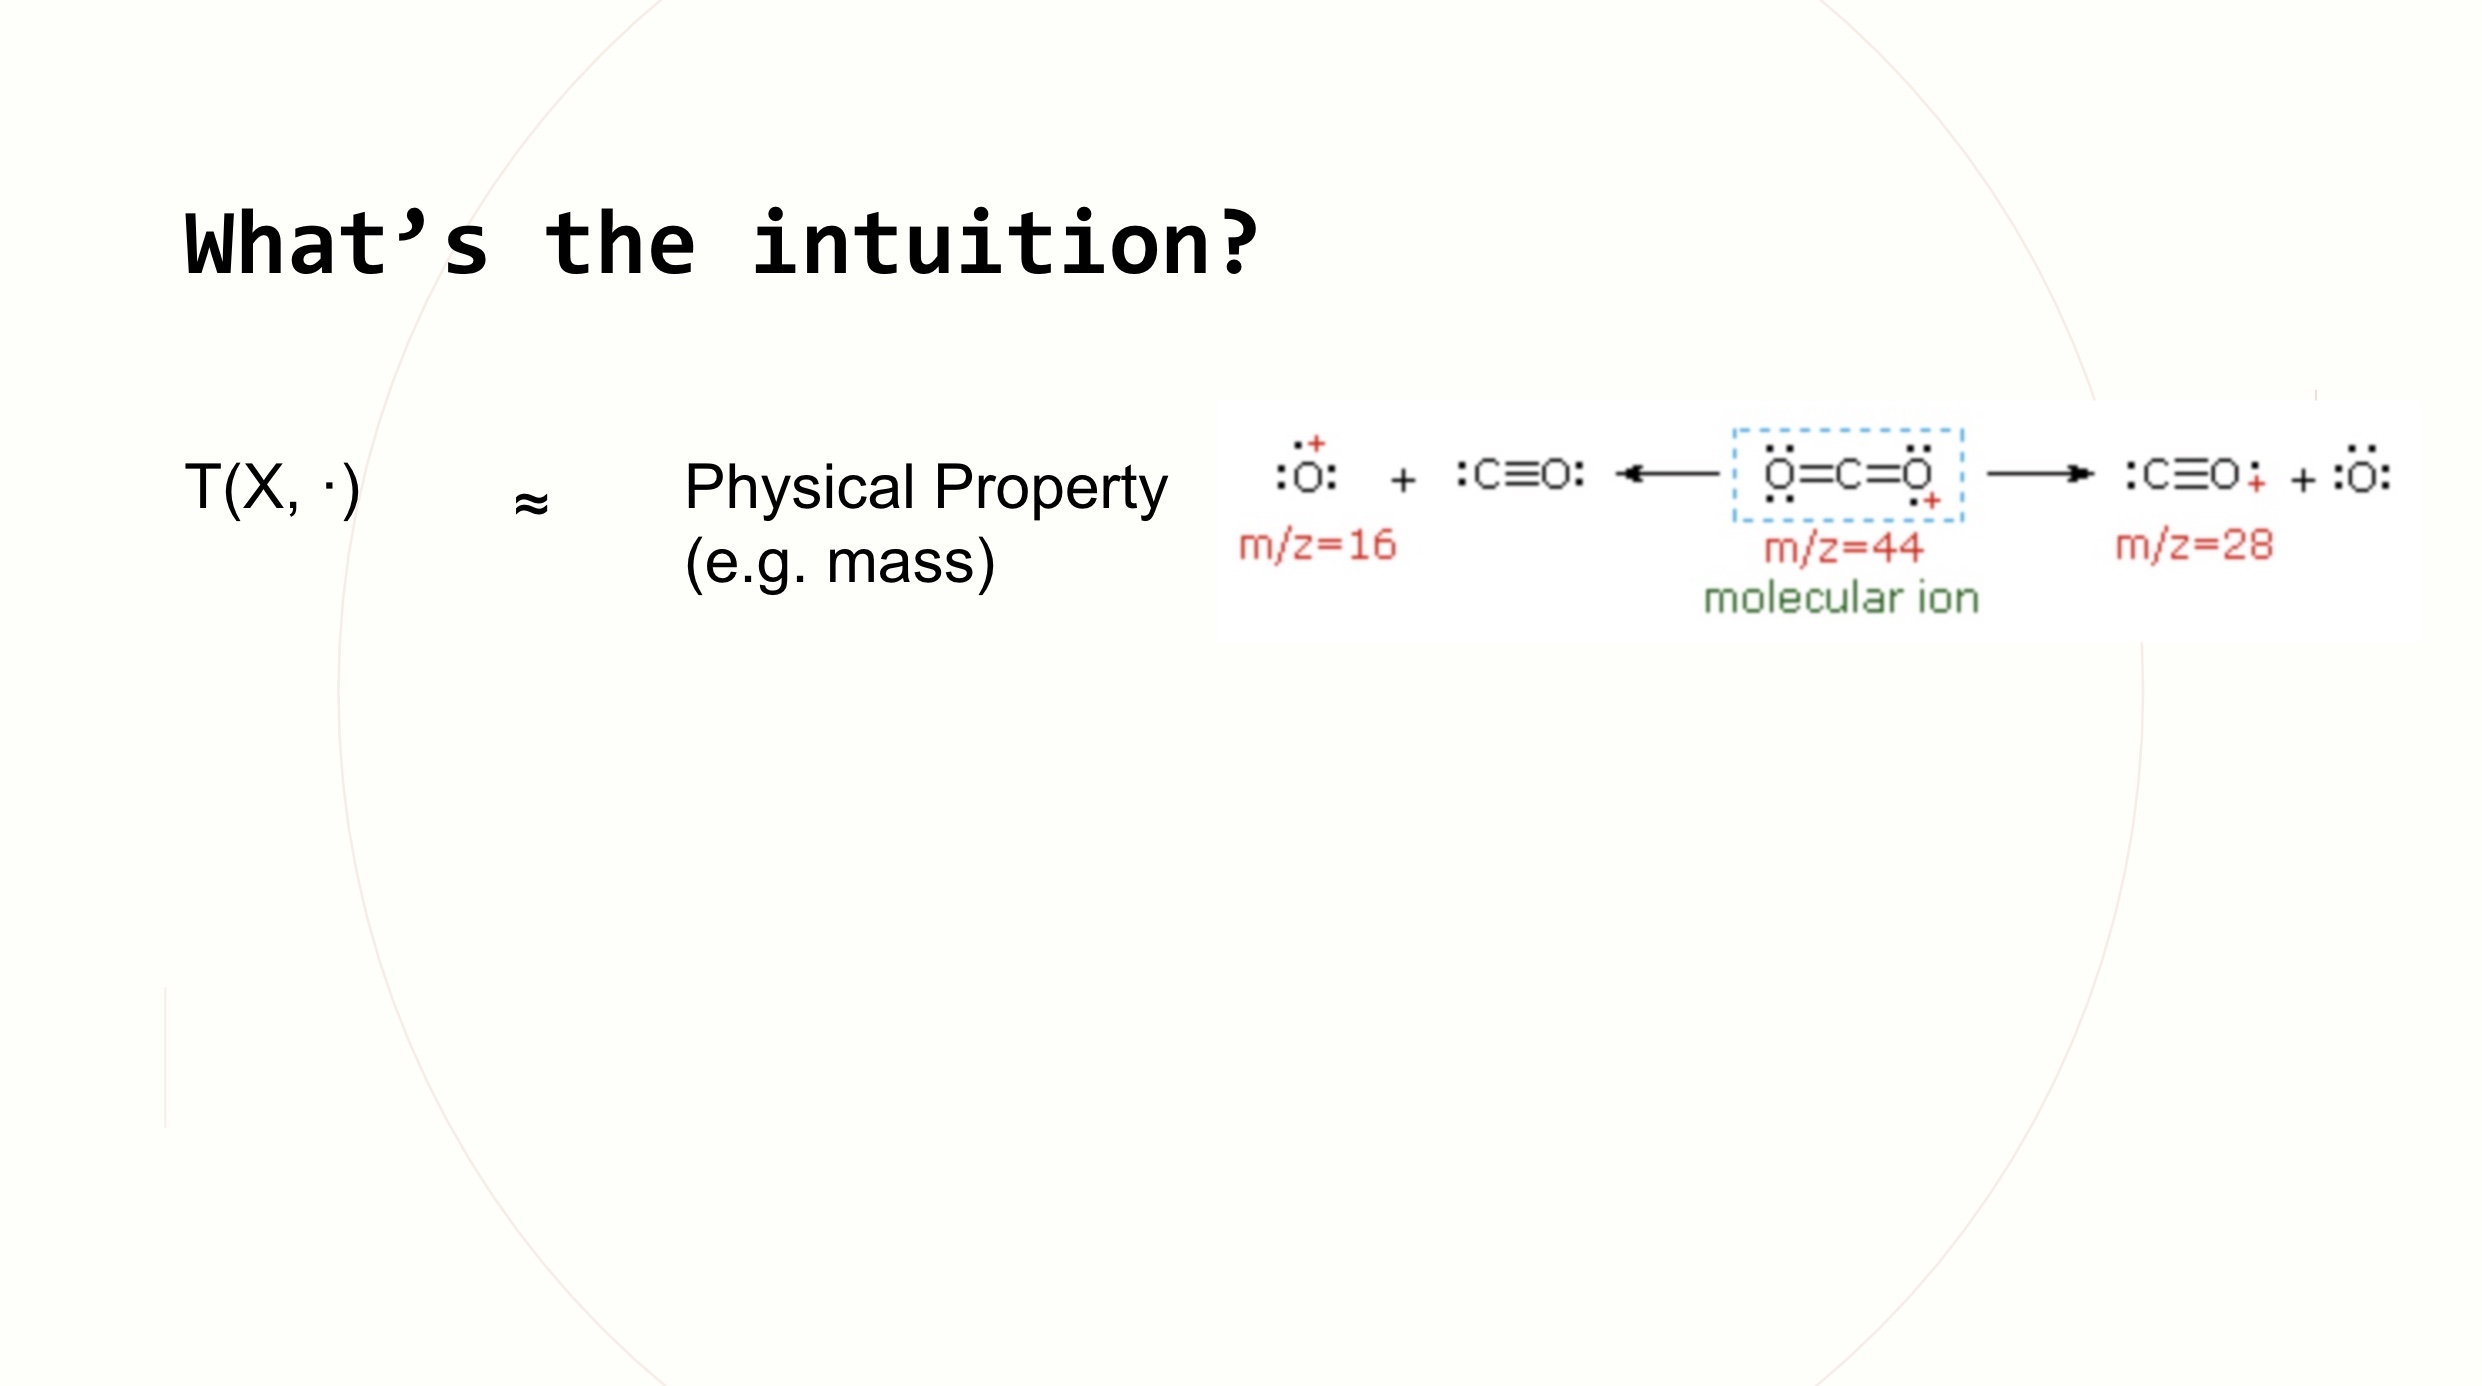 What’s the intuition?
T(X, ·) ≈ Physical Property
(e.g. mass)
:Ö:+ + :C≡O: ← Ö=C=Ö+ → :C≡O:+ + :Ö:
m/z=16 m/z=44 m/z=28
molecular ion